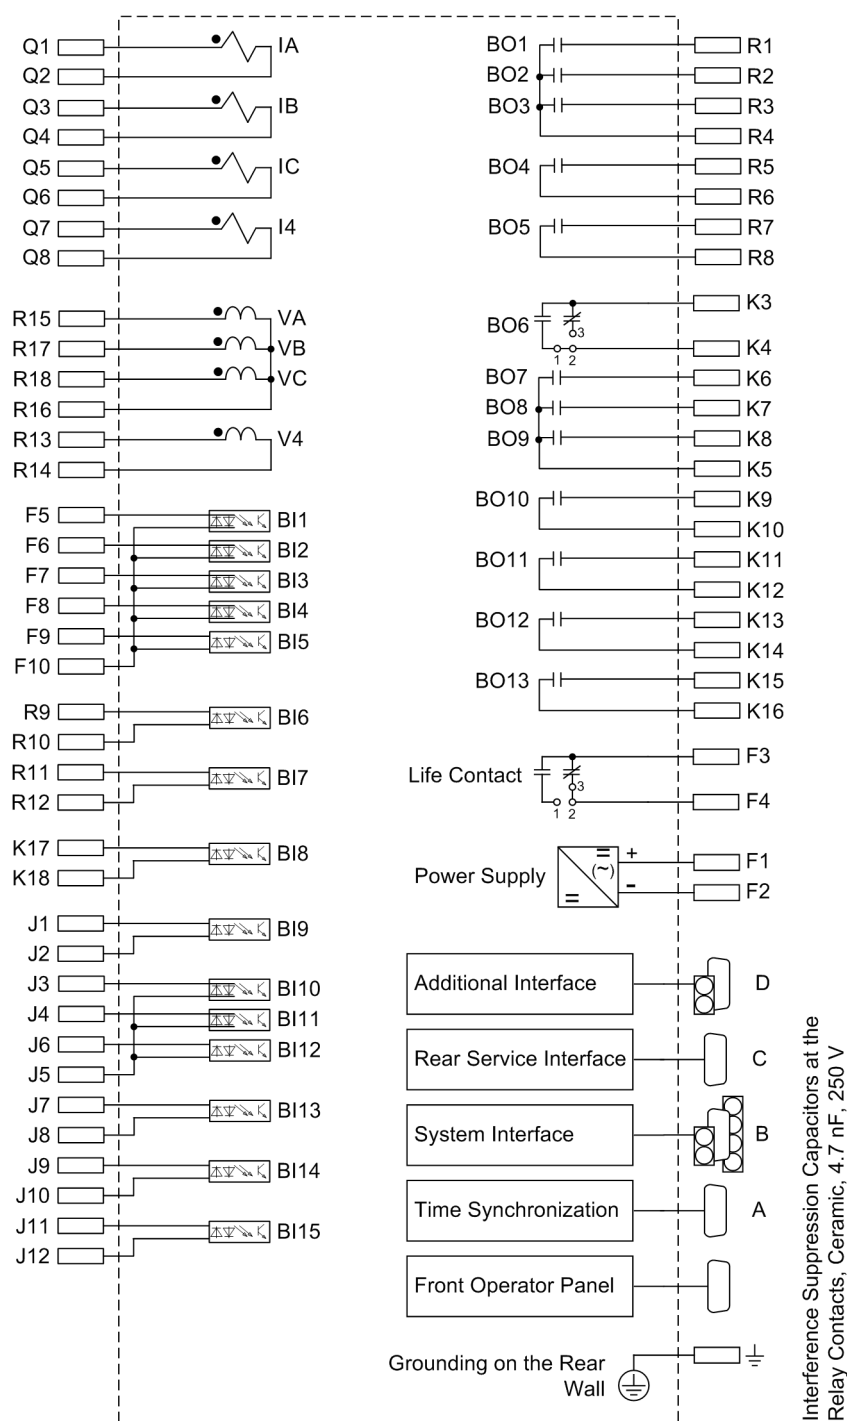 Q1 IA
Q2
Q3 IB
Q4
Q5 IC
Q6
Q7 I4
Q8
R15 VA
R17 VB
R18 VC
R16
R13 V4
R14
F5 BI1
F6 BI2
F7 BI3
F8 BI4
F9 BI5
F10
R9 BI6
R10
R11 BI7
R12
K17 BI8
K18
J1 BI9
J2
J3 BI10
J4 BI11
J6 BI12
J5
J7 BI13
J8
J9 BI14
J10
J11 BI15
J12
BO1 R1
BO2 R2
BO3 R3
R4
BO4 R5
R6
BO5 R7
R8
K3
BO6 3
K4
1 2
BO7 K6
BO8 K7
BO9 K8
K5
BO10 K9
K10
BO11 K11
K12
BO12 K13
K14
BO13 K15
K16
F3
Life Contact 3
F4
1 2
= + F1
(~)
Power Supply
= - F2
Additional Interface D
Rear Service Interface C
System Interface B
Time Synchronization A
Front Operator Panel
Grounding on the Rear
Wall
Interference Suppression Capacitors at the
Relay Contacts, Ceramic, 4.7 nF, 250 V